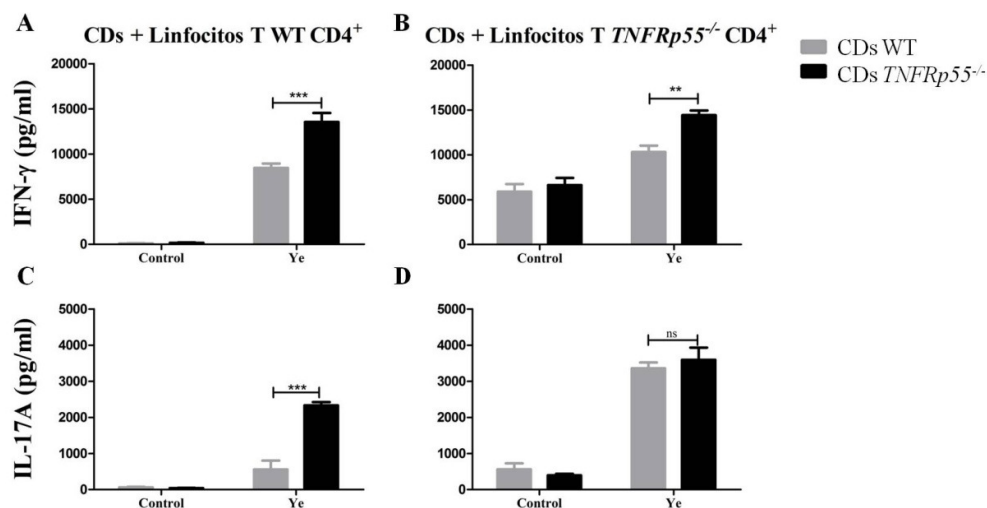 A
CDs + Linfocitos T WT CD4⁺
IFN-γ (pg/ml)
20000
15000
10000
5000
0
***
Control
Ye
B
CDs + Linfocitos T TNFRp55⁻/⁻ CD4⁺
20000
15000
10000
5000
0
**
Control
Ye
CDs WT
CDs TNFRp55⁻/⁻
C
IL-17A (pg/ml)
5000
4000
3000
2000
1000
0
***
Control
Ye
D
5000
4000
3000
2000
1000
0
ns
Control
Ye